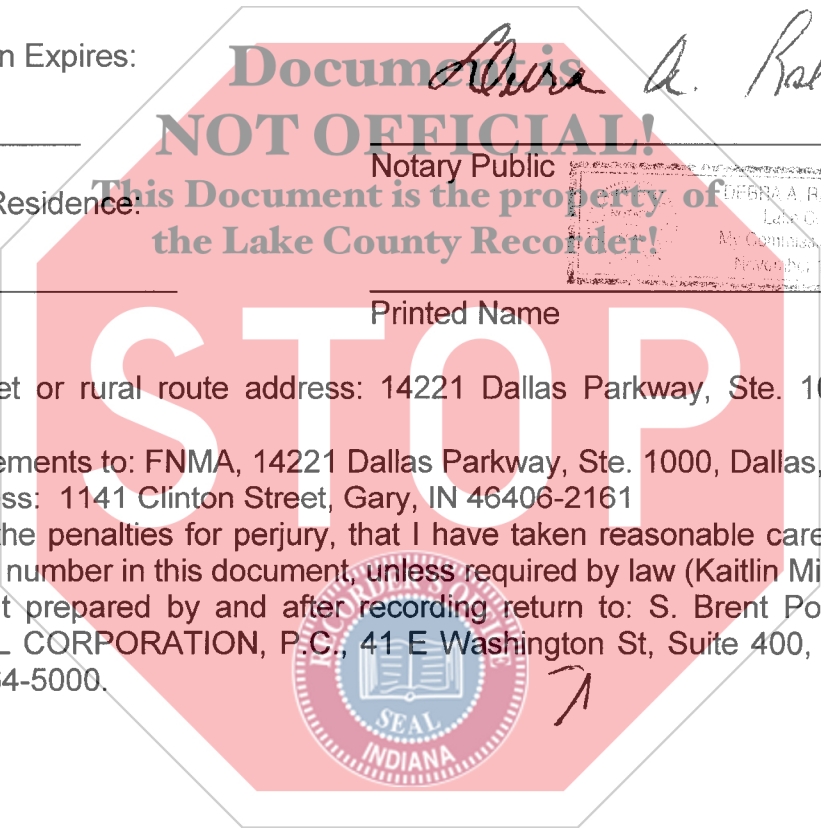 n Expires:
Document is
NOT OFFICIAL!
This Document is the property of
the Lake County Recorder!
Notary Public
Residence:
DEBRA A.
Printed Name
STOP
et or rural route address: 14221 Dallas Parkway, Ste. 10
ements to: FNMA, 14221 Dallas Parkway, Ste. 1000, Dallas,
ss: 1141 Clinton Street, Gary, IN 46406-2161
the penalties for perjury, that I have taken reasonable care
number in this document, unless required by law (Kaitlin Mi
t prepared by and after recording return to: S. Brent Po
L CORPORATION, P.C., 41 E Washington St, Suite 400,
4-5000.
RECORDER'S OFFICE
SEAL
INDIANA